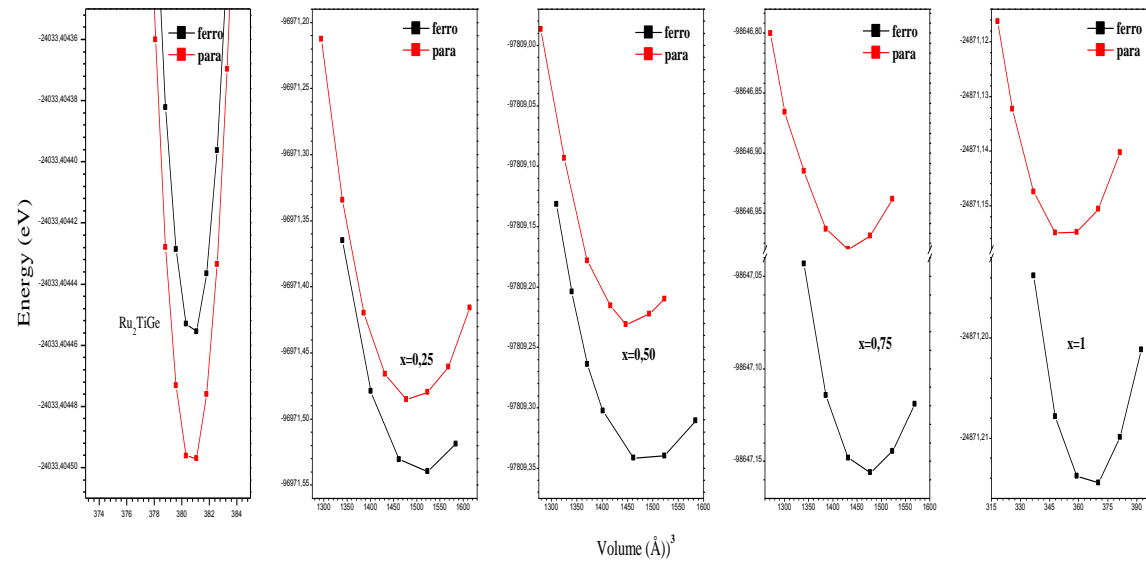 Energy (eV)
-24033,40436
-24033,40438
-24033,40440
-24033,40442
-24033,40444
-24033,40446
-24033,40448
-24033,40450
ferro
para
Ru2TiGe
374 376 378 380 382 384
-96971,20
-96971,25
-96971,30
-96971,35
-96971,40
-96971,45
-96971,50
-96971,55
ferro
para
x=0,25
1300 1350 1400 1450 1500 1550 1600
-97809,00
-97809,05
-97809,10
-97809,15
-97809,20
-97809,25
-97809,30
-97809,35
ferro
para
x=0,50
1300 1350 1400 1450 1500 1550 1600
-98646,80
-98646,85
-98646,90
-98646,95
-98647,05
-98647,10
-98647,15
ferro
para
x=0,75
1300 1350 1400 1450 1500 1550 1600
-24871,12
-24871,13
-24871,14
-24871,15
-24871,20
-24871,21
ferro
para
x=1
315 330 345 360 375 390
Volume (Å))3